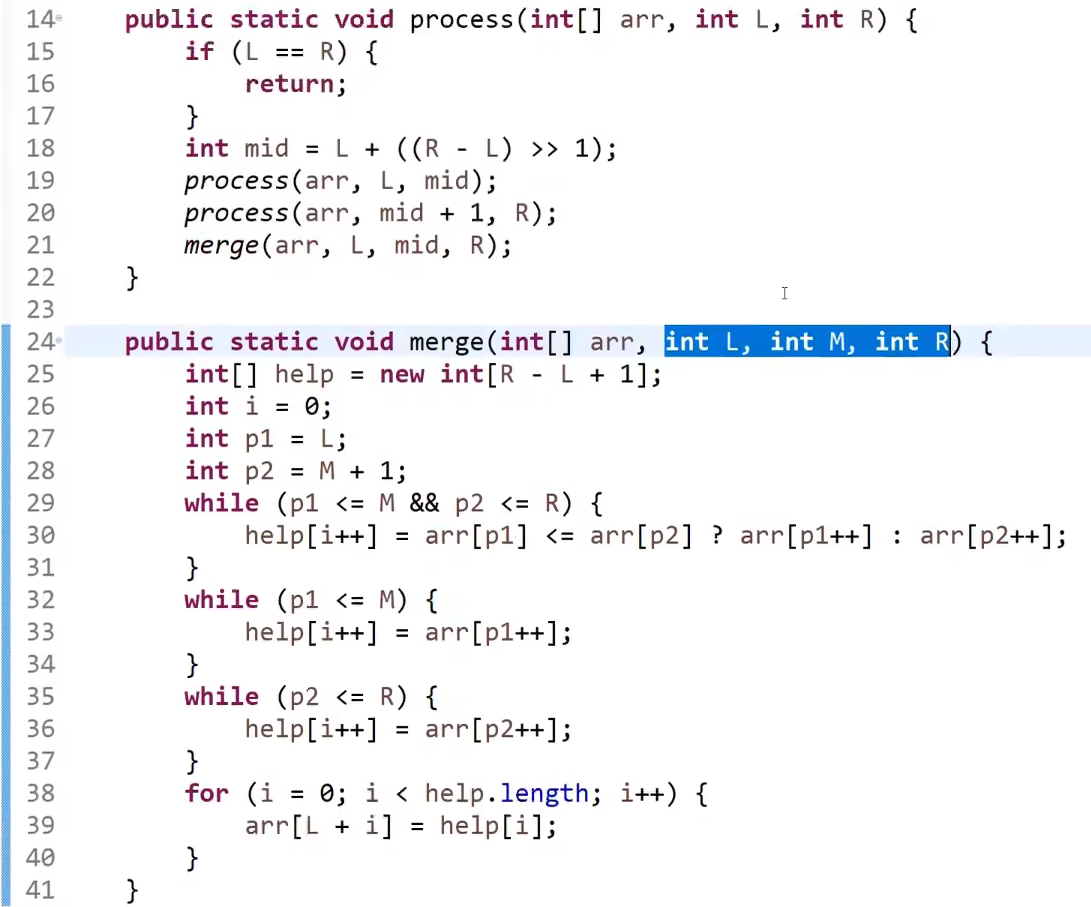 14 public static void process(int[] arr, int L, int R) {
15 if (L == R) {
16 return;
17 }
18 int mid = L + ((R - L) >> 1);
19 process(arr, L, mid);
20 process(arr, mid + 1, R);
21 merge(arr, L, mid, R);
22 }
23
24 public static void merge(int[] arr, int L, int M, int R) {
25 int[] help = new int[R - L + 1];
26 int i = 0;
27 int p1 = L;
28 int p2 = M + 1;
29 while (p1 <= M && p2 <= R) {
30 help[i++] = arr[p1] <= arr[p2] ? arr[p1++] : arr[p2++];
31 }
32 while (p1 <= M) {
33 help[i++] = arr[p1++];
34 }
35 while (p2 <= R) {
36 help[i++] = arr[p2++];
37 }
38 for (i = 0; i < help.length; i++) {
39 arr[L + i] = help[i];
40 }
41 }